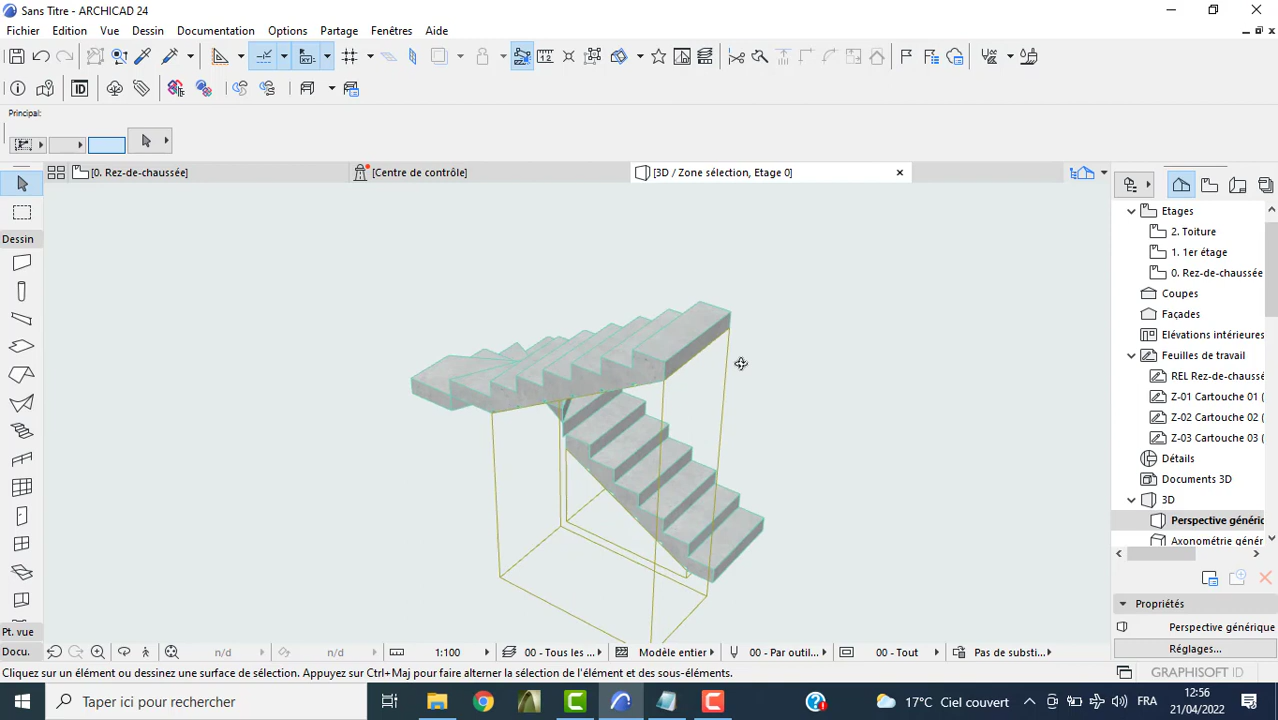 Sans Titre - ARCHICAD 24
Fichier Edition Vue Dessin Options Documentation Partage Fenêtres Aide
Principal:
[0. Rez-de-chaussée]
[Centre de contrôle]
[3D / Zone sélection, Etage 0]
Dessin
Pt. vue
Docu.
Etages
2. Toiture
1. 1er étage
0. Rez-de-chaussée
Coupes
Façades
Elévations intérieures
Feuilles de travail
REL Rez-de-chaussé
Z-01 Cartouche 01 (
Z-02 Cartouche 02 (
Z-03 Cartouche 03 (
Détails
Documents 3D
3D
Perspective génériq
Axonométrie génér
Propriétés
Perspective générique
Réglages...
n/d n/d 1:100 00 - Tous les ... Modèle entier 00 - Par outil... 00 - Tout Pas de substi...
Cliquez sur un élément ou dessinez une surface de sélection. Appuyez sur Ctrl+Maj pour faire alterner la sélection de l'élément et des sous-éléments.
GRAPHISOFT ID
Taper ici pour rechercher
17°C Ciel couvert
FRA
12:56
21/04/2022